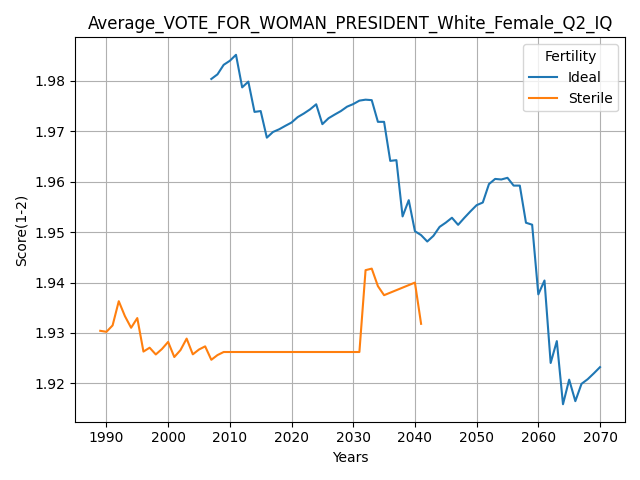 Average_VOTE_FOR_WOMAN_PRESIDENT_White_Female_Q2_IQ
Fertility
Ideal
Sterile
Score(1-2)
1.98
1.97
1.96
1.95
1.94
1.93
1.92
1990 2000 2010 2020 2030 2040 2050 2060 2070
Years